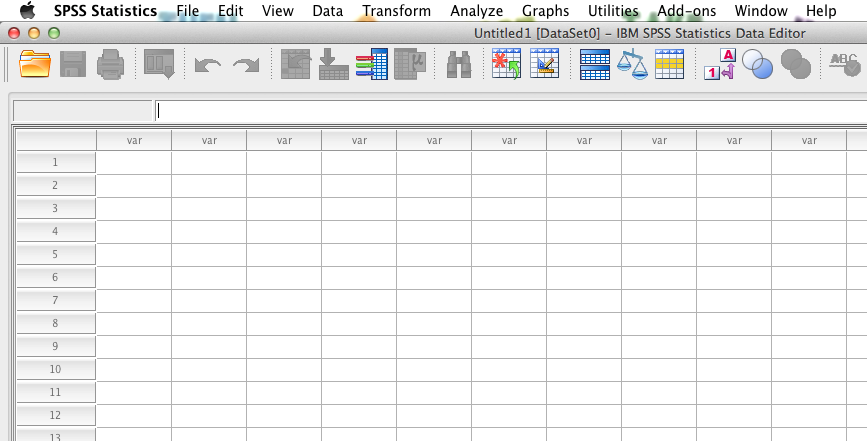 SPSS Statistics File Edit View Data Transform Analyze Graphs Utilities Add-ons Window Help
Untitled1 [DataSet0] – IBM SPSS Statistics Data Editor
A
1
ABC
var var var var var var var var var var
1
2
3
4
5
6
7
8
9
10
11
12
13